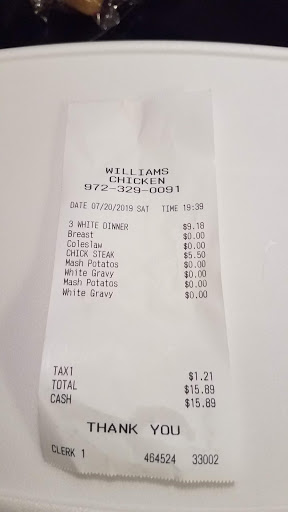 WILLIAMS
CHICKEN
972-329-0091
DATE 07/20/2019 SAT TIME 19:39
3 WHITE DINNER $9.18
Breast $0.00
Coleslaw $0.00
CHICK STEAK $5.50
Mash Potatos $0.00
White Gravy $0.00
Mash Potatos $0.00
White Gravy $0.00
TAX1 $1.21
TOTAL $15.89
CASH $15.89
THANK YOU
CLERK 1 464524 33002